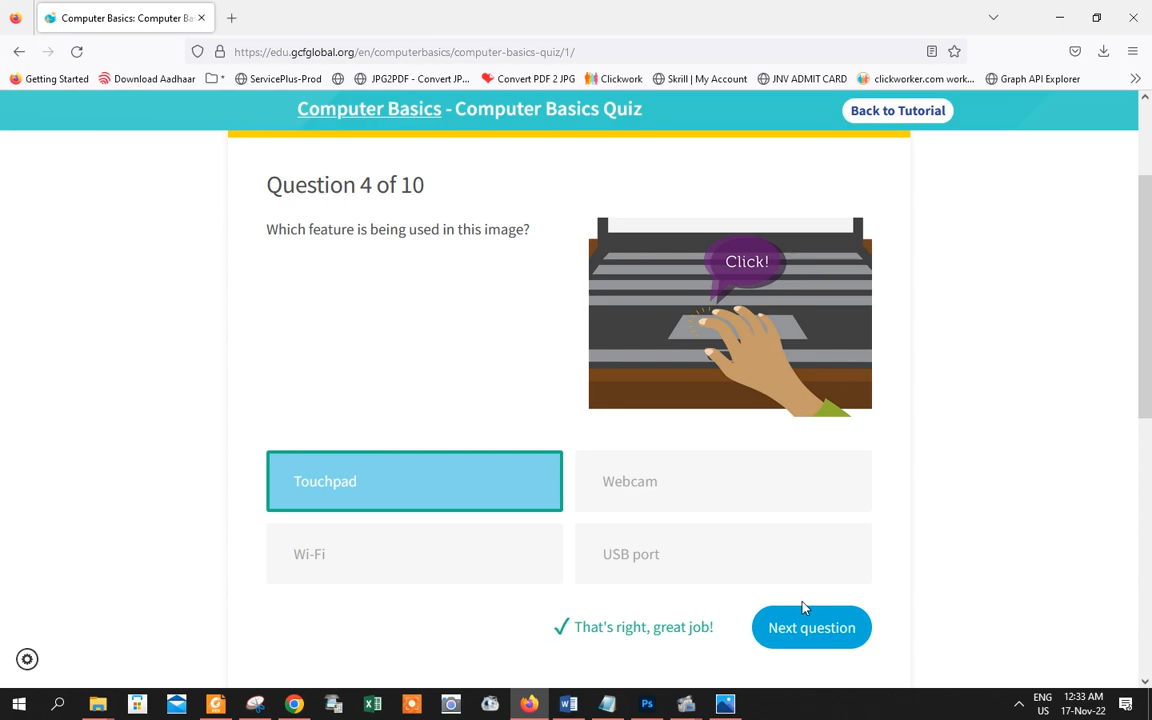 Computer Basics: Computer Ba
https://edu.gcfglobal.org/en/computerbasics/computer-basics-quiz/1/
Getting Started
Download Aadhaar
ServicePlus-Prod
JPG2PDF - Convert JP...
Convert PDF 2 JPG
Clickwork
Skrill | My Account
JNV ADMIT CARD
clickworker.com work...
Graph API Explorer
Computer Basics - Computer Basics Quiz
Back to Tutorial
Question 4 of 10
Which feature is being used in this image?
Click!
Touchpad
Webcam
Wi-Fi
USB port
That's right, great job!
Next question
ENG
US
12:33 AM
17-Nov-22